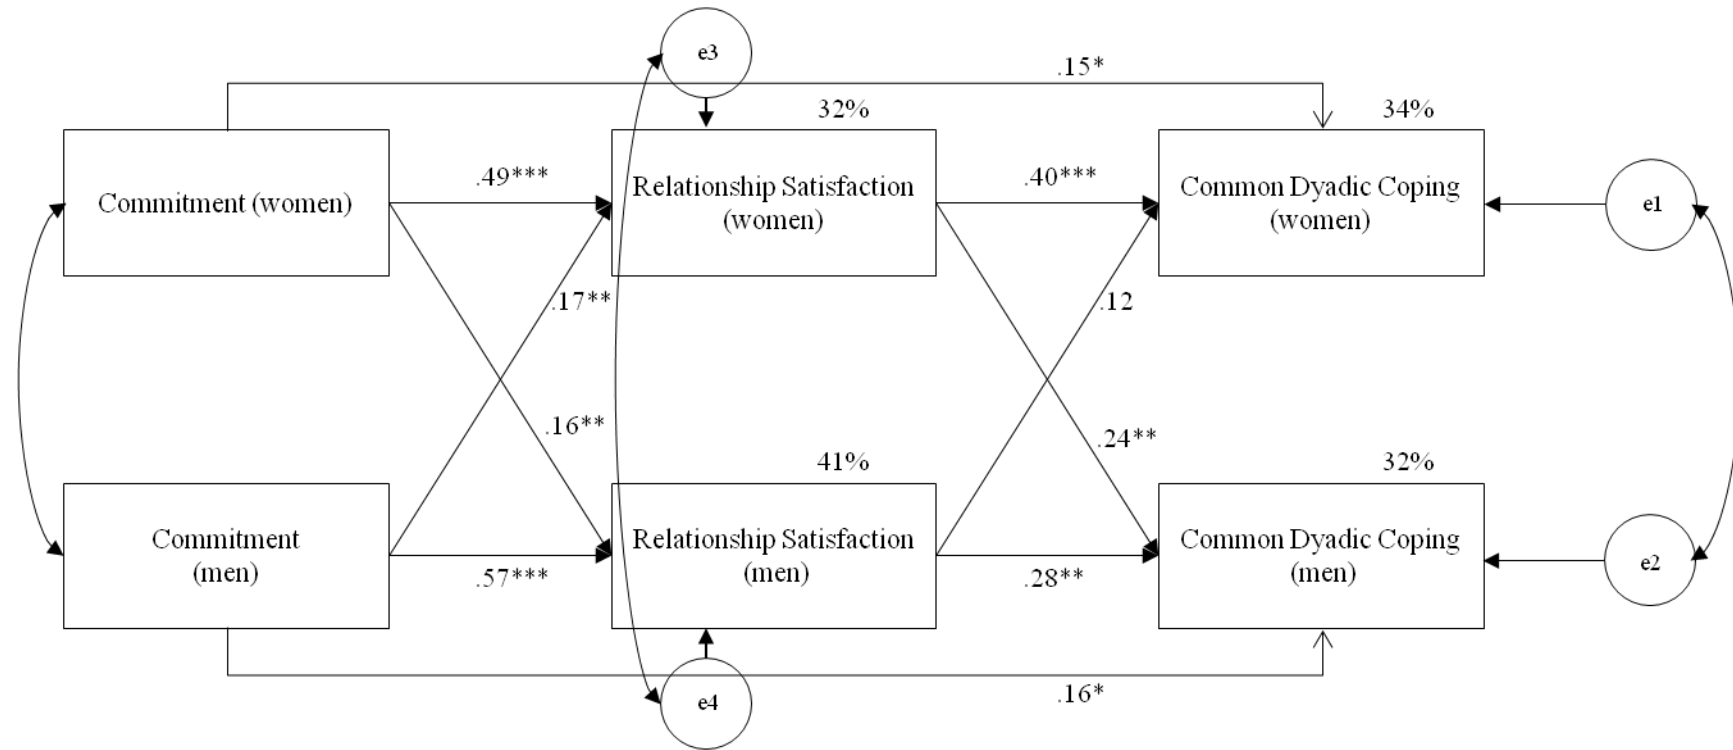 e3
.15*
32%
34%
Commitment (women)
.49***
Relationship Satisfaction
(women)
.40***
Common Dyadic Coping
(women)
e1
.17**
.12
.16**
.24**
41%
32%
Commitment
(men)
.57***
Relationship Satisfaction
(men)
.28**
Common Dyadic Coping
(men)
e2
e4
.16*